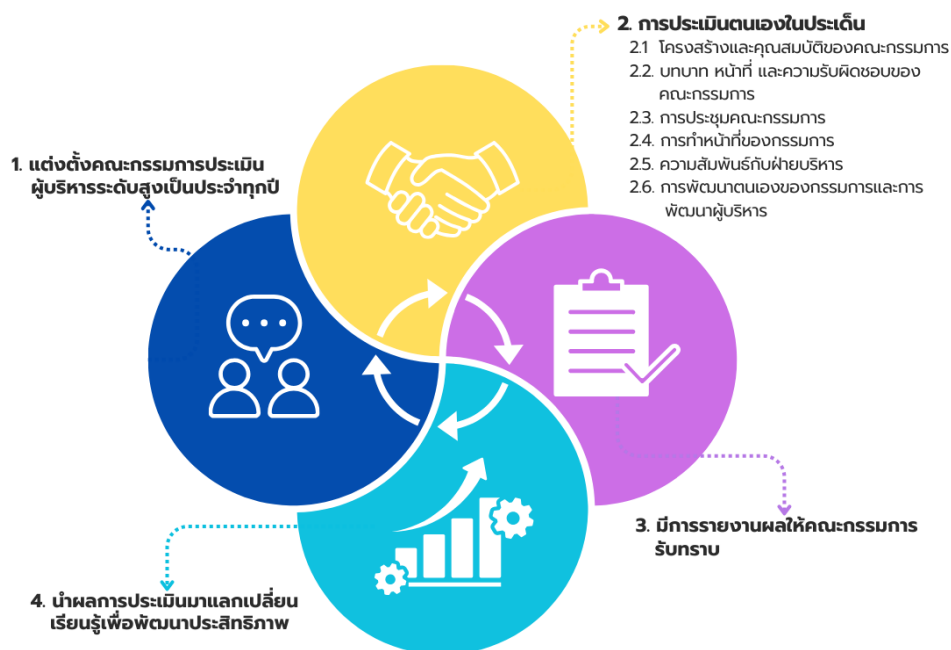 1. แต่งตั้งคณะกรรมการประเมิน
ผู้บริหารระดับสูงเป็นประจำทุกปี
2. การประเมินตนเองในประเด็น
2.1 โครงสร้างและคุณสมบัติของคณะกรรมการ
2.2. บทบาท หน้าที่ และความรับผิดชอบของ
คณะกรรมการ
2.3. การประชุมคณะกรรมการ
2.4. การทำหน้าที่ของกรรมการ
2.5. ความสัมพันธ์กับฝ่ายบริหาร
2.6. การพัฒนาตนเองของกรรมการและการ
พัฒนาผู้บริหาร
3. มีการรายงานผลให้คณะกรรมการ
รับทราบ
4. นำผลการประเมินมาแลกเปลี่ยน
เรียนรู้เพื่อพัฒนาประสิทธิภาพ